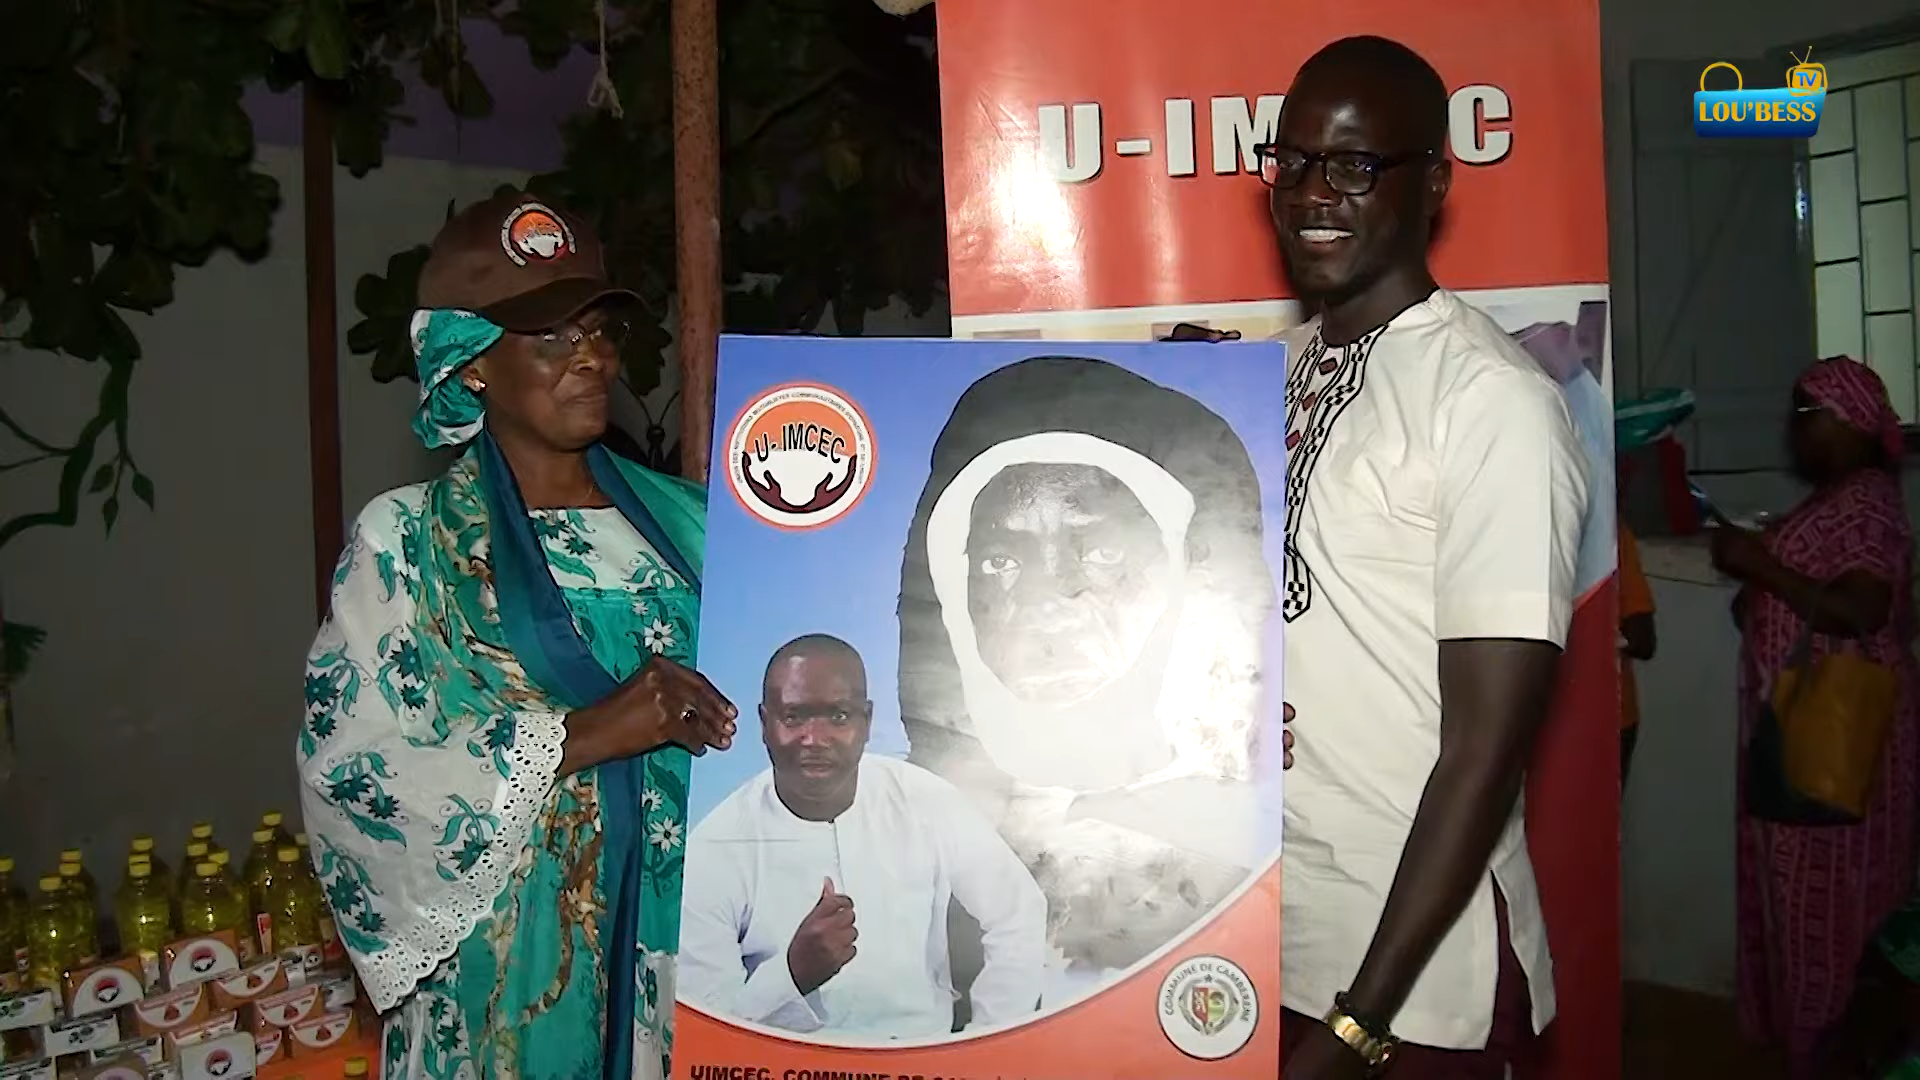 U-IM C
TV
LOU'BESS
U-IMCEC
COMMUNE DE CAMBERENE
UIMCEC, COMMUNE DE